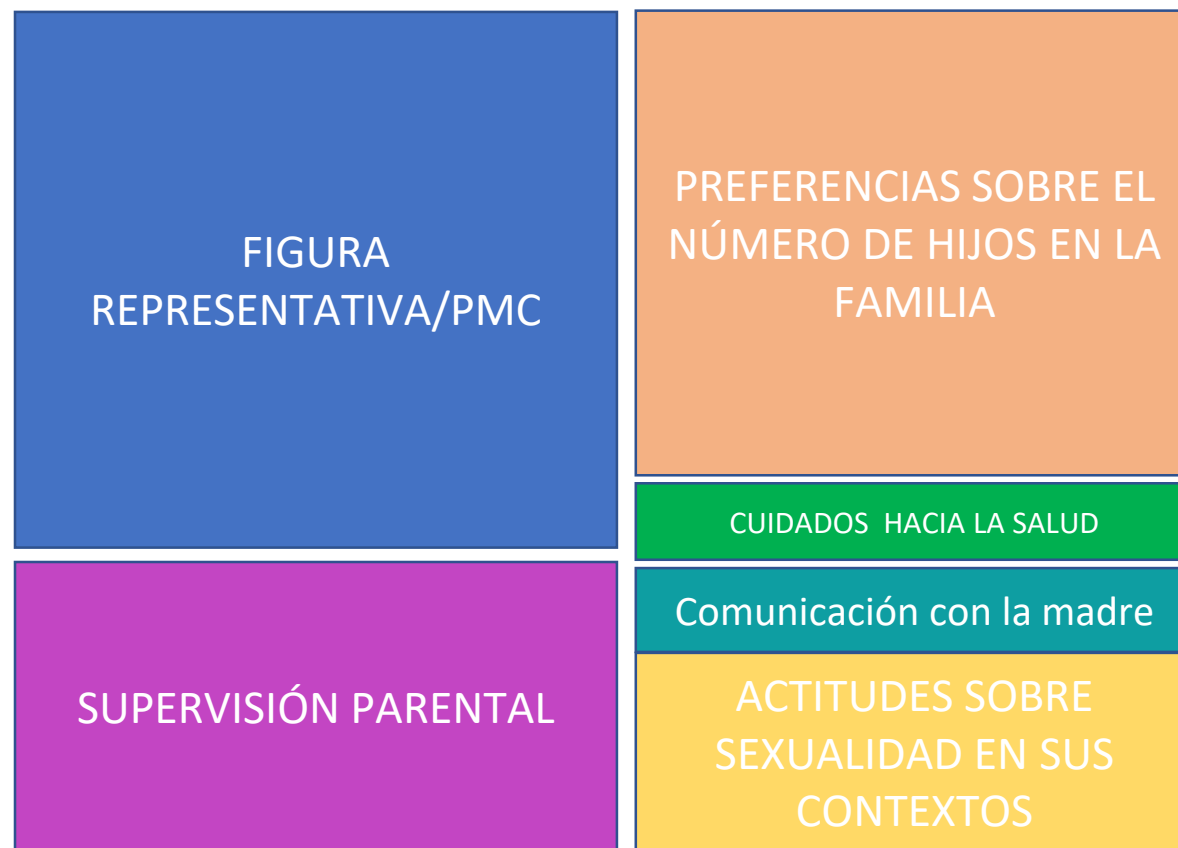 FIGURA
REPRESENTATIVA/PMC
SUPERVISIÓN PARENTAL
PREFERENCIAS SOBRE EL
NÚMERO DE HIJOS EN LA
FAMILIA
CUIDADOS  HACIA LA SALUD
Comunicación con la madre
ACTITUDES SOBRE
SEXUALIDAD EN SUS
CONTEXTOS